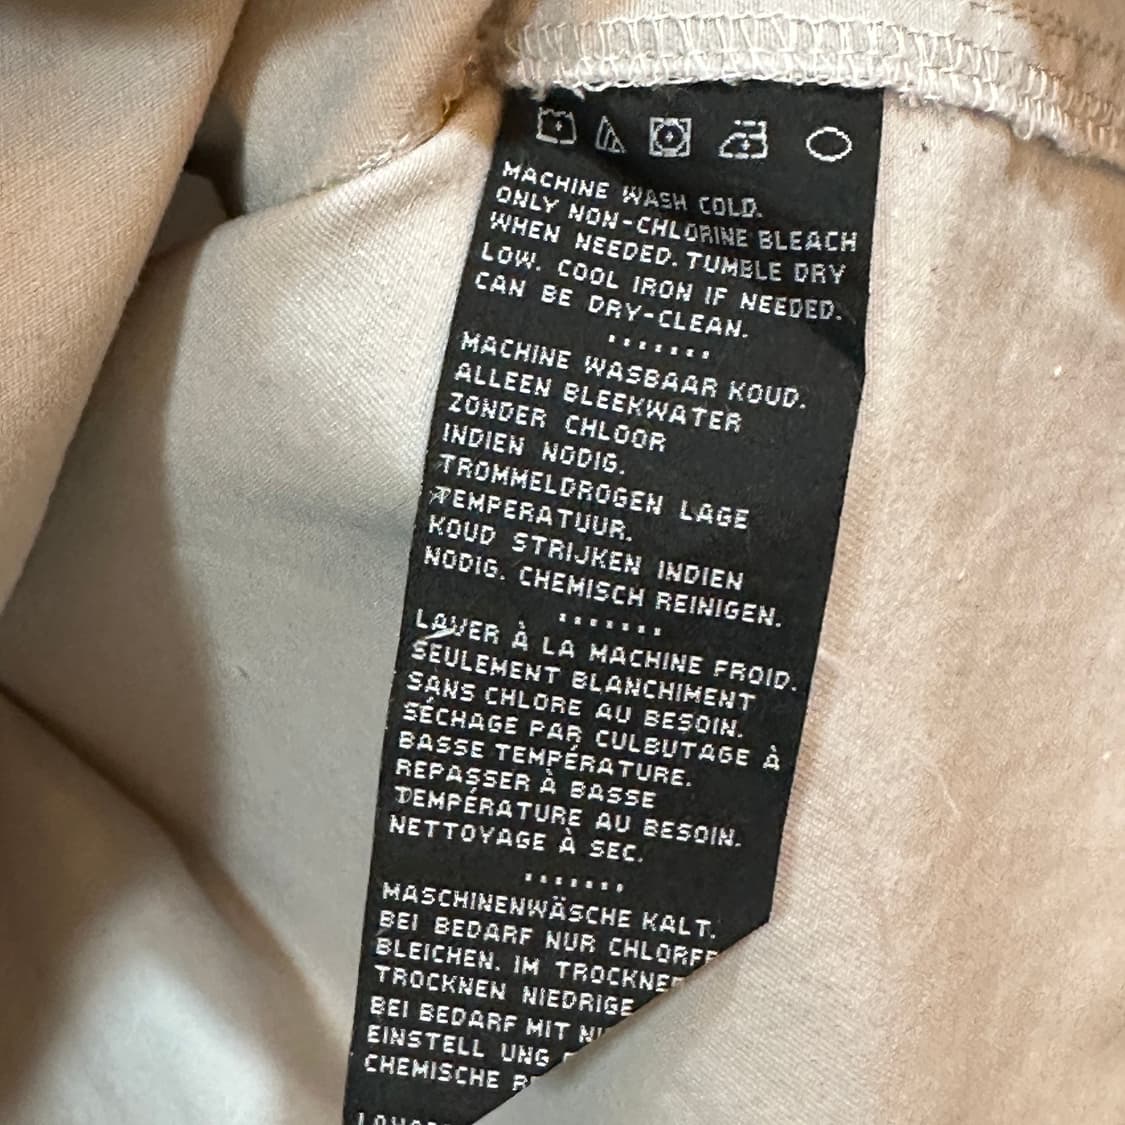 MACHINE WASH COLD.
ONLY NON-CHLORINE BLEACH
WHEN NEEDED. TUMBLE DRY
LOW. COOL IRON IF NEEDED.
CAN BE DRY-CLEAN.
.......
MACHINE WASBAAR KOUD.
ALLEEN BLEEKWATER
ZONDER CHLOOR
INDIEN NODIG.
TROMMELDROGEN LAGE
TEMPERATUUR.
KOUD STRIJKEN INDIEN
NODIG. CHEMISCH REINIGEN.
.......
LAVER À LA MACHINE FROID.
SEULEMENT BLANCHIMENT
SANS CHLORE AU BESOIN.
SÉCHAGE PAR CULBUTAGE À
BASSE TEMPÉRATURE.
REPASSER À BASSE
TEMPÉRATURE AU BESOIN.
NETTOYAGE À SEC.
.......
MASCHINENWÄSCHE KALT.
BEI BEDARF NUR
BLEICHEN. IM
TROCKNEN NIEDRIGE
BEI BEDARF MIT
EINSTELL UNG
CHEMISCHE